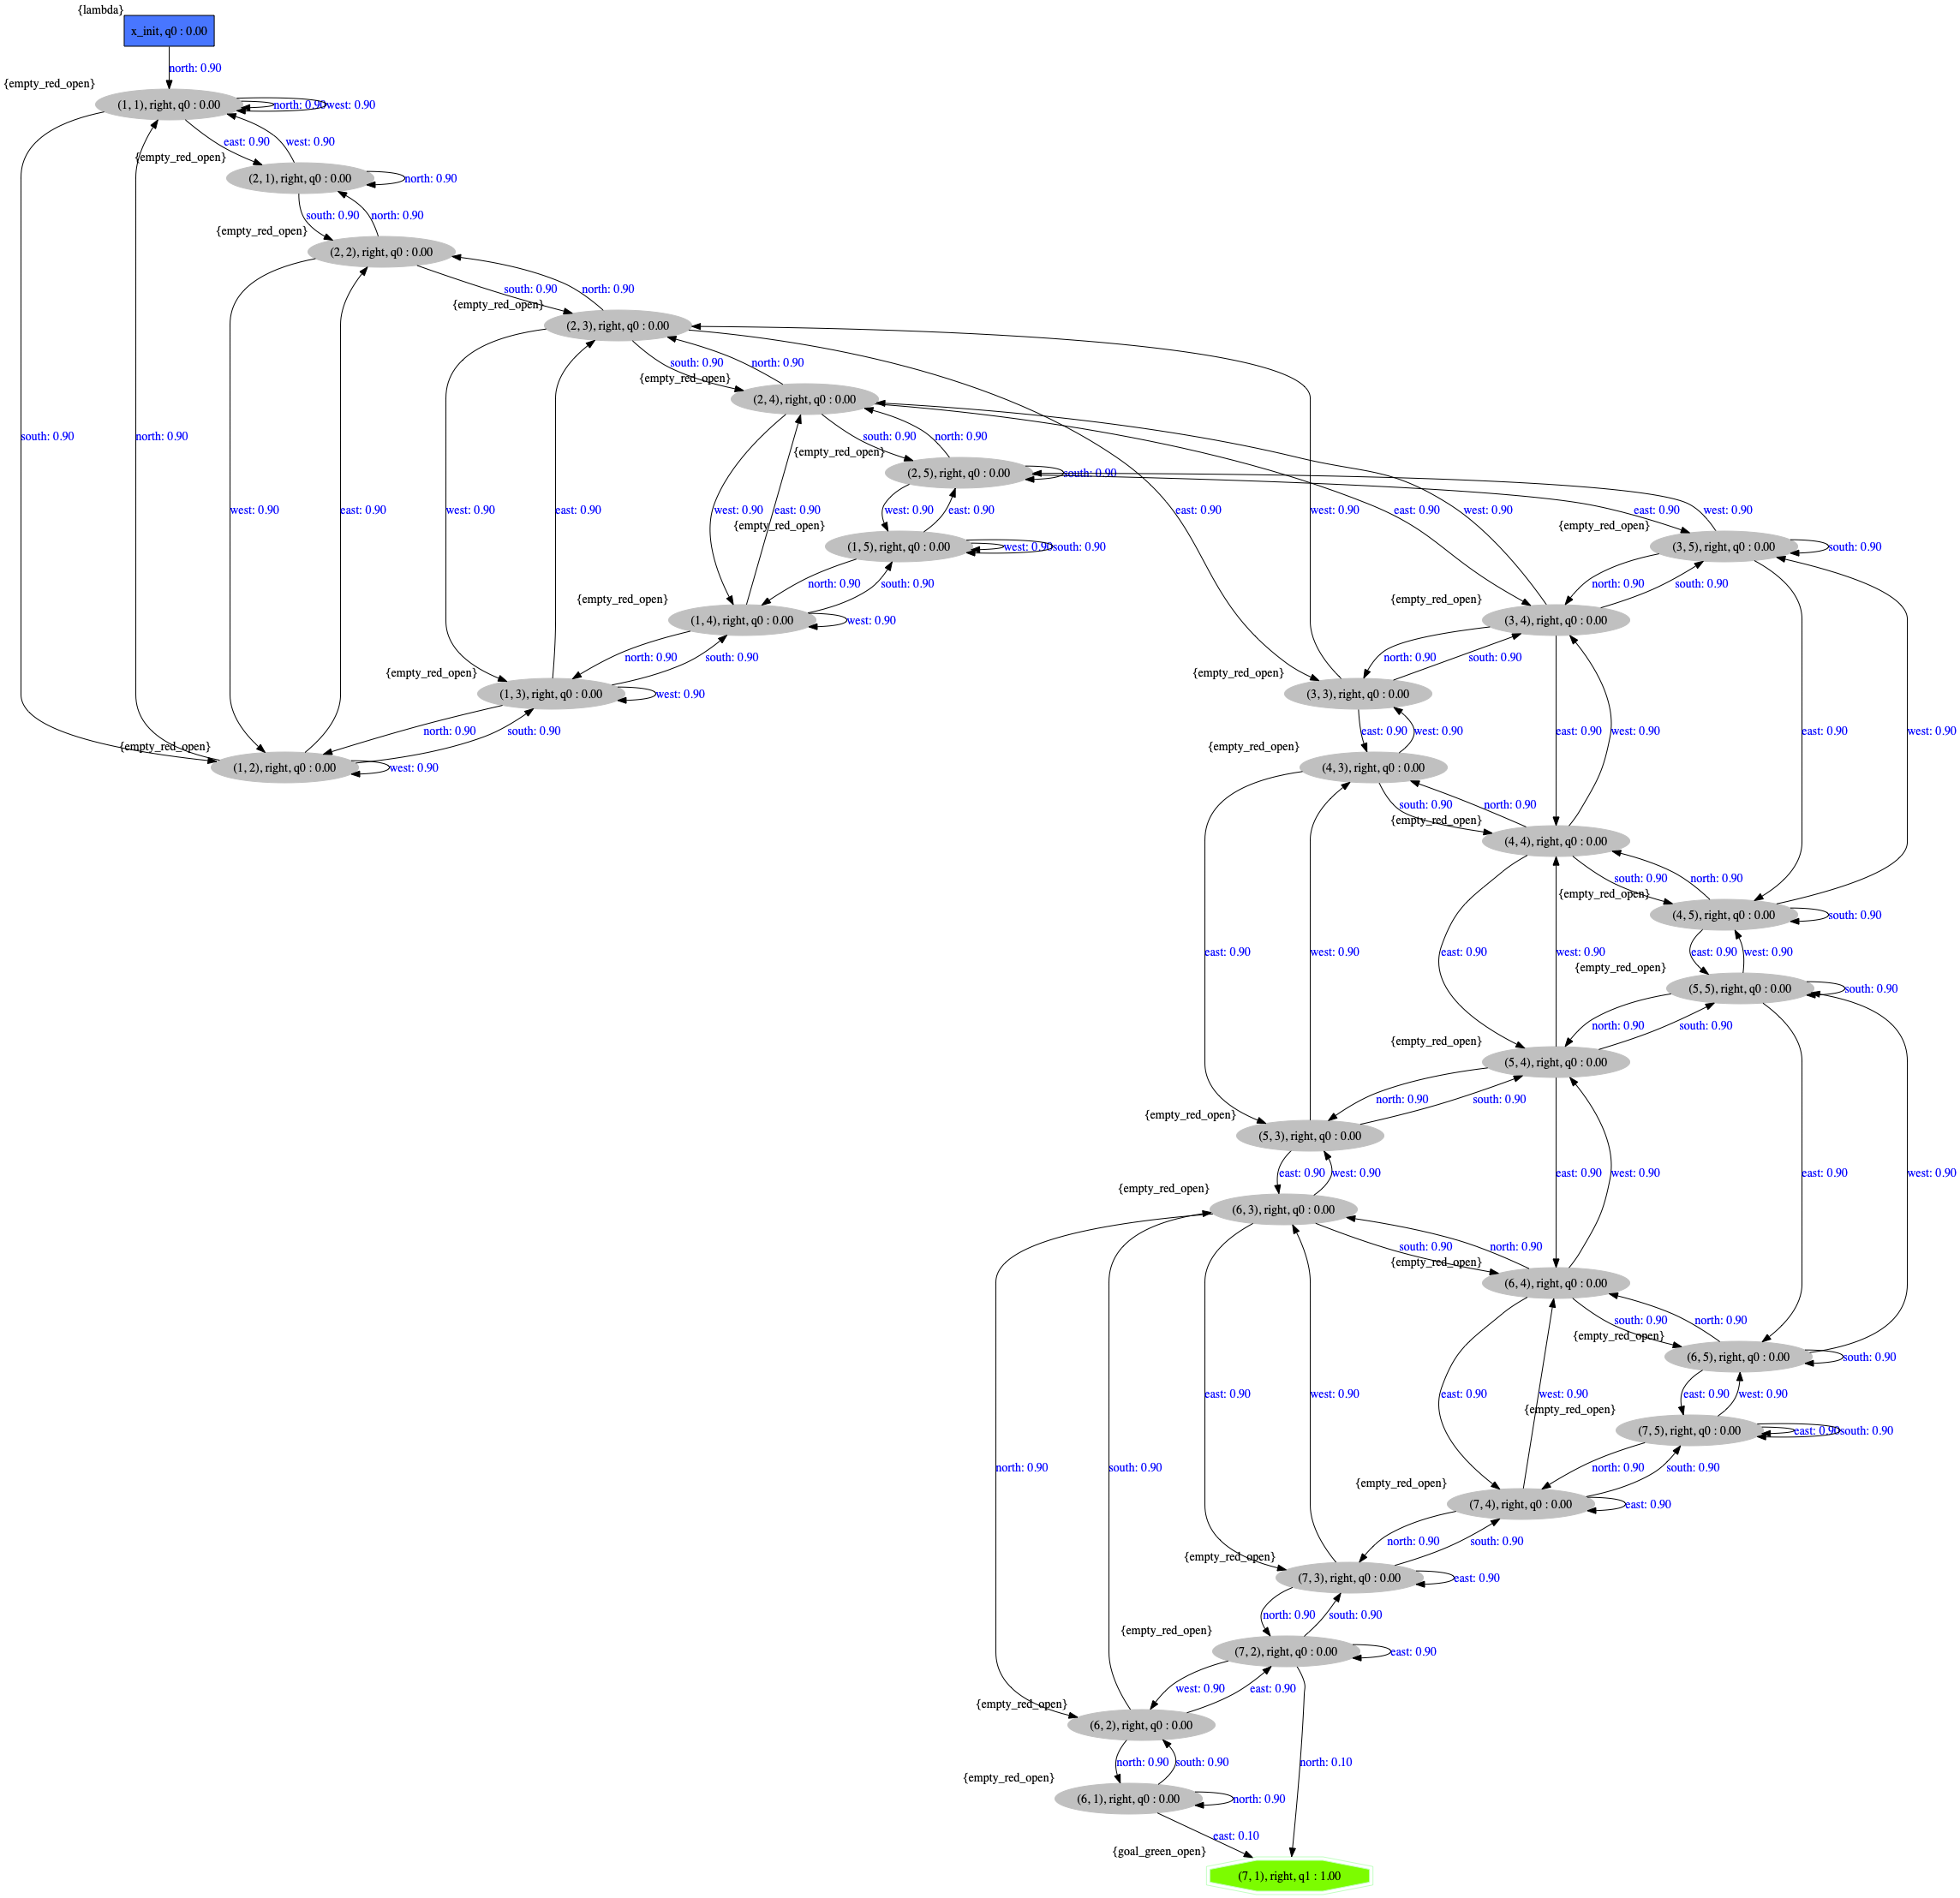 {lambda}
x_init, q0 : 0.00
north: 0.90
{empty_red_open}
(1, 1), right, q0 : 0.00
north: 0.90
west: 0.90
east: 0.90
west: 0.90
{empty_red_open}
(2, 1), right, q0 : 0.00
north: 0.90
south: 0.90
north: 0.90
{empty_red_open}
(2, 2), right, q0 : 0.00
south: 0.90
north: 0.90
{empty_red_open}
(2, 3), right, q0 : 0.00
south: 0.90
north: 0.90
{empty_red_open}
(2, 4), right, q0 : 0.00
south: 0.90
north: 0.90
south: 0.90
north: 0.90
{empty_red_open}
(2, 5), right, q0 : 0.00
south: 0.90
west: 0.90
east: 0.90
west: 0.90
east: 0.90
west: 0.90
east: 0.90
west: 0.90
east: 0.90
east: 0.90
west: 0.90
east: 0.90
west: 0.90
east: 0.90
west: 0.90
{empty_red_open}
(1, 5), right, q0 : 0.00
west: 0.90
south: 0.90
{empty_red_open}
(3, 5), right, q0 : 0.00
south: 0.90
north: 0.90
south: 0.90
north: 0.90
south: 0.90
{empty_red_open}
(1, 4), right, q0 : 0.00
west: 0.90
{empty_red_open}
(3, 4), right, q0 : 0.00
north: 0.90
south: 0.90
north: 0.90
south: 0.90
{empty_red_open}
(1, 3), right, q0 : 0.00
west: 0.90
{empty_red_open}
(3, 3), right, q0 : 0.00
north: 0.90
south: 0.90
east: 0.90
west: 0.90
east: 0.90
west: 0.90
east: 0.90
west: 0.90
{empty_red_open}
(1, 2), right, q0 : 0.00
west: 0.90
{empty_red_open}
(4, 3), right, q0 : 0.00
south: 0.90
north: 0.90
{empty_red_open}
(4, 4), right, q0 : 0.00
south: 0.90
north: 0.90
{empty_red_open}
(4, 5), right, q0 : 0.00
south: 0.90
east: 0.90
west: 0.90
east: 0.90
west: 0.90
east: 0.90
west: 0.90
{empty_red_open}
(5, 5), right, q0 : 0.00
south: 0.90
north: 0.90
south: 0.90
{empty_red_open}
(5, 4), right, q0 : 0.00
north: 0.90
south: 0.90
{empty_red_open}
(5, 3), right, q0 : 0.00
east: 0.90
west: 0.90
east: 0.90
west: 0.90
east: 0.90
west: 0.90
{empty_red_open}
(6, 3), right, q0 : 0.00
south: 0.90
north: 0.90
{empty_red_open}
(6, 4), right, q0 : 0.00
south: 0.90
north: 0.90
{empty_red_open}
(6, 5), right, q0 : 0.00
south: 0.90
east: 0.90
west: 0.90
east: 0.90
west: 0.90
east: 0.90
west: 0.90
{empty_red_open}
(7, 5), right, q0 : 0.00
east: 0.90
south: 0.90
north: 0.90
south: 0.90
north: 0.90
south: 0.90
{empty_red_open}
(7, 4), right, q0 : 0.00
east: 0.90
north: 0.90
south: 0.90
{empty_red_open}
(7, 3), right, q0 : 0.00
east: 0.90
north: 0.90
south: 0.90
{empty_red_open}
(7, 2), right, q0 : 0.00
east: 0.90
west: 0.90
east: 0.90
{empty_red_open}
(6, 2), right, q0 : 0.00
north: 0.90
south: 0.90
north: 0.10
{empty_red_open}
(6, 1), right, q0 : 0.00
north: 0.90
east: 0.10
{goal_green_open}
(7, 1), right, q1 : 1.00